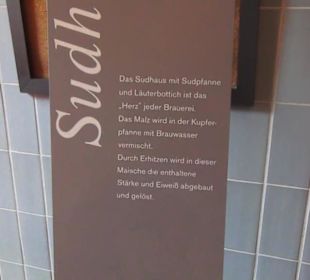 Sudh
Das Sudhaus mit Sudpfanne
und Läuterbottich ist das
„Herz" jeder Brauerei.
Das Malz wird in der Kupfer-
pfanne mit Brauwasser
vermischt.
Durch Erhitzen wird in dieser
Maische die enthaltene
Stärke und Eiweiß abgebaut
und gelöst.